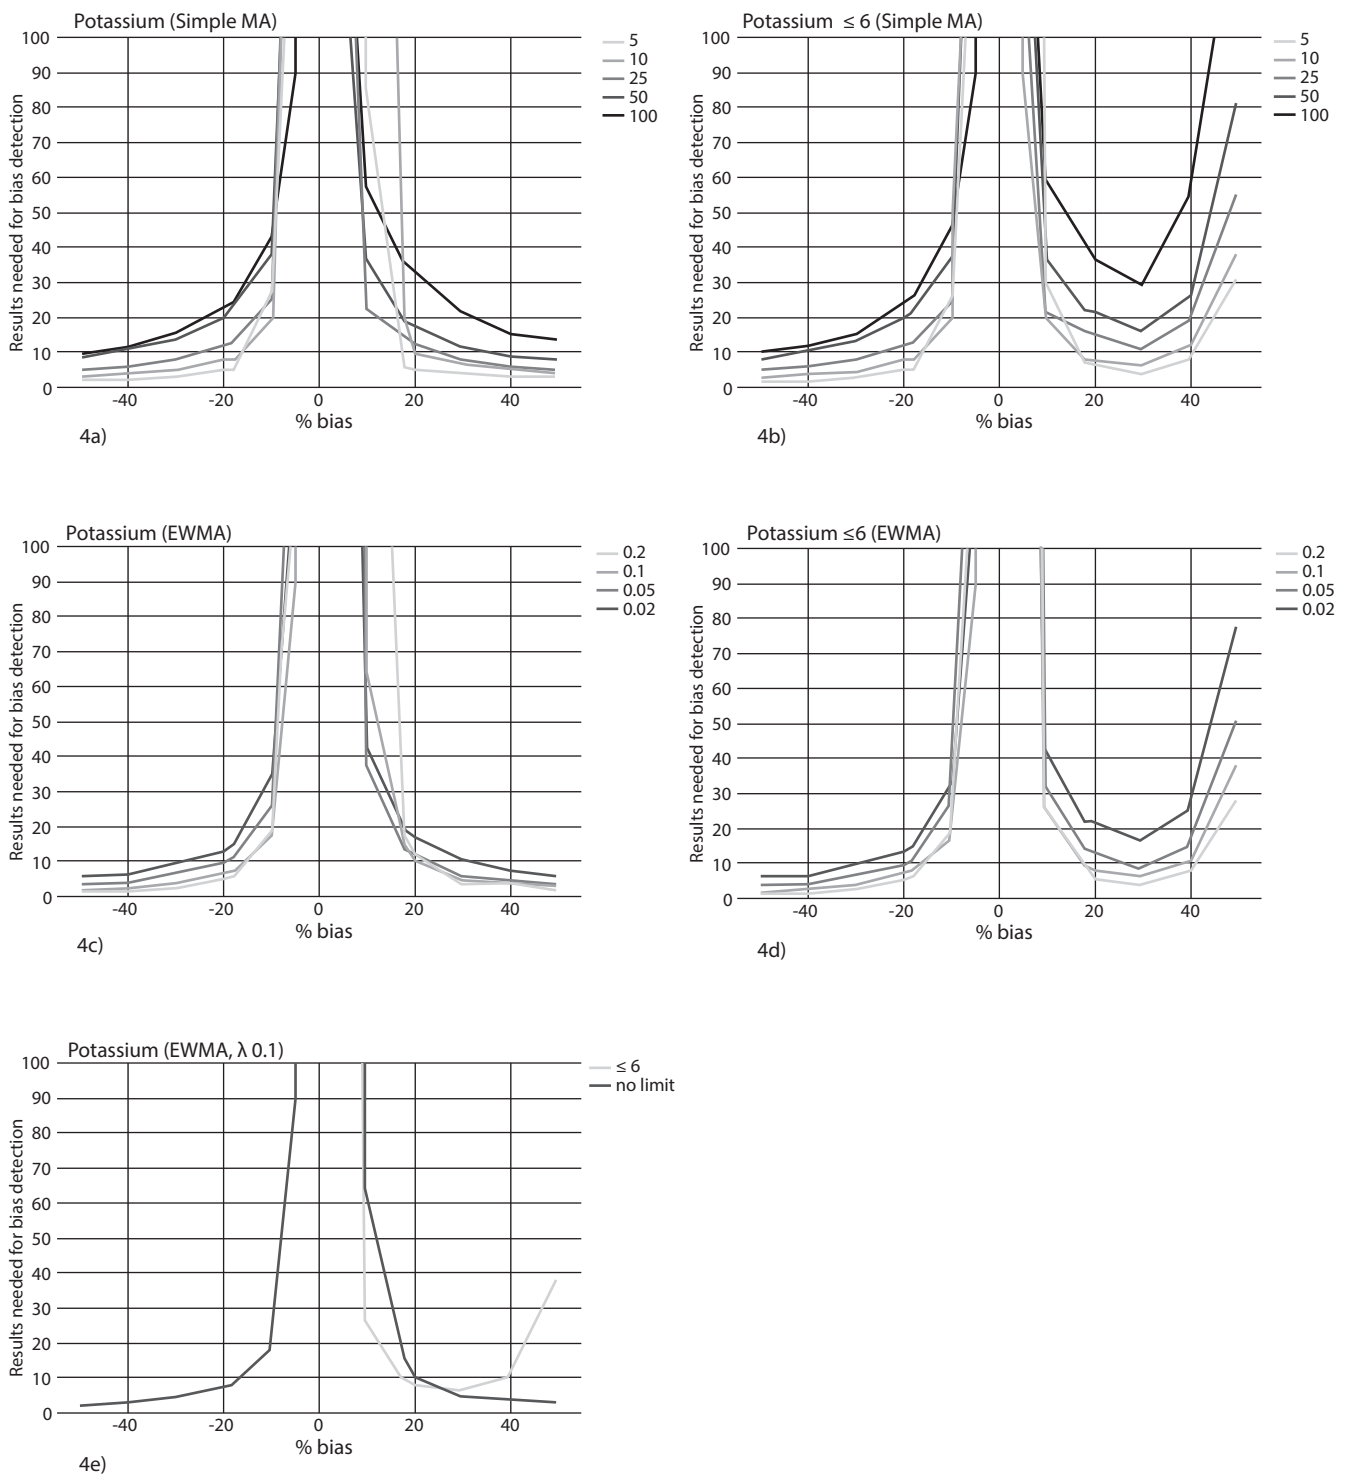 Potassium (Simple MA)
100
90
80
70
60
50
40
30
20
10
0
Results needed for bias detection
-40 -20 0 20 40
% bias
4a)
5
10
25
50
100
Potassium ≤ 6 (Simple MA)
100
90
80
70
60
50
40
30
20
10
0
Results needed for bias detection
-40 -20 0 20 40
% bias
4b)
5
10
25
50
100
Potassium (EWMA)
100
90
80
70
60
50
40
30
20
10
0
Results needed for bias detection
-40 -20 0 20 40
% bias
4c)
0.2
0.1
0.05
0.02
Potassium ≤6 (EWMA)
100
90
80
70
60
50
40
30
20
10
0
Results needed for bias detection
-40 -20 0 20 40
% bias
4d)
0.2
0.1
0.05
0.02
Potassium (EWMA, λ 0.1)
100
90
80
70
60
50
40
30
20
10
0
Results needed for bias detection
-40 -20 0 20 40
% bias
4e)
≤ 6
no limit